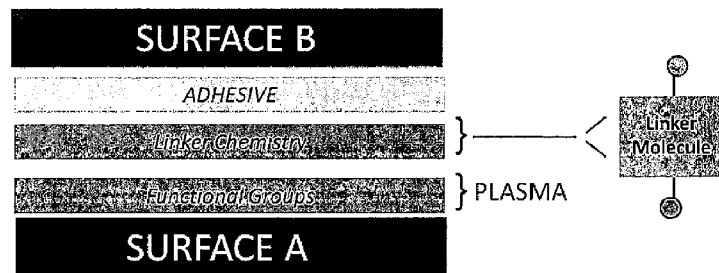 SURFACE B
ADHESIVE
Linker Chemistry
Linker
Molecule
Functional Groups
PLASMA
SURFACE A